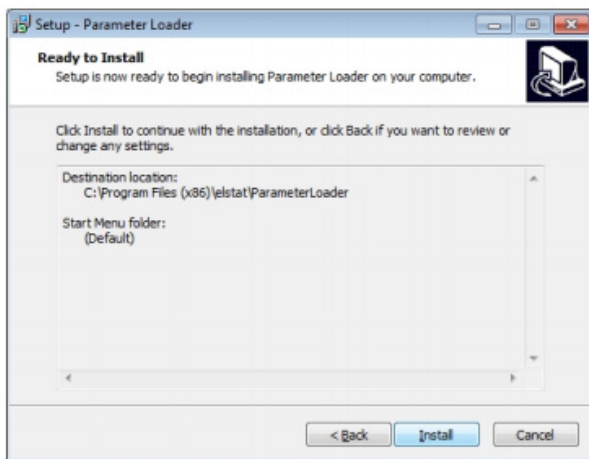 Setup - Parameter Loader
Ready to Install
Setup is now ready to begin installing Parameter Loader on your computer.
Click Install to continue with the installation, or click Back if you want to review or
change any settings.
Destination location:
C:\Program Files (x86)\elstat\ParameterLoader
Start Menu folder:
(Default)
< Back Install Cancel